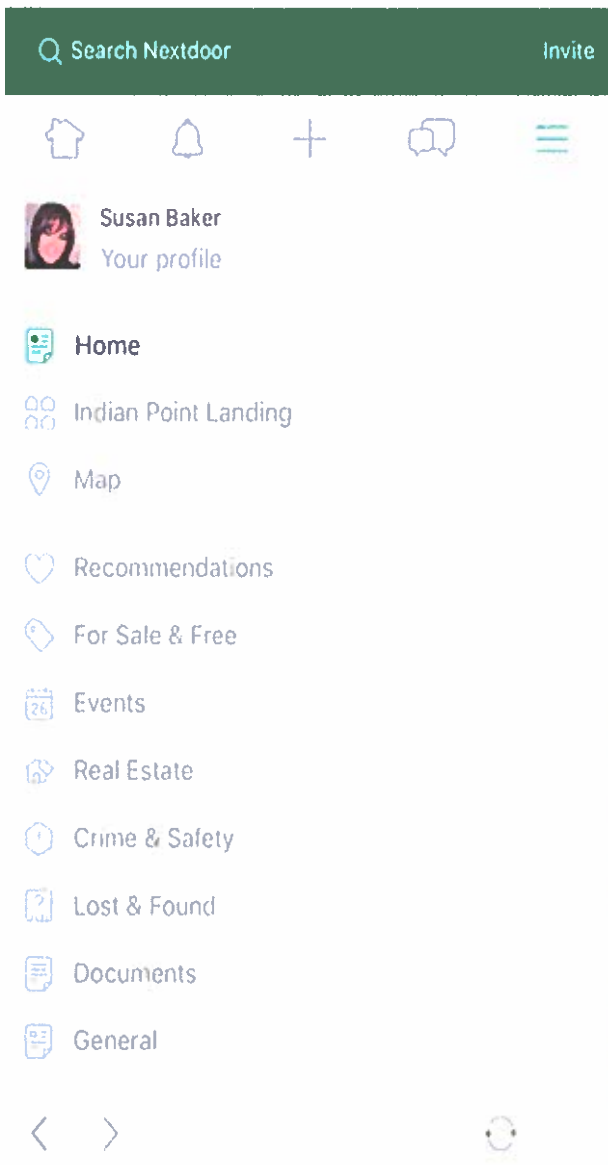 Search Nextdoor
Invite
Susan Baker
Your profile
Home
Indian Point Landing
Map
Recommendations
For Sale & Free
26
Events
Real Estate
Crime & Safety
Lost & Found
Documents
General